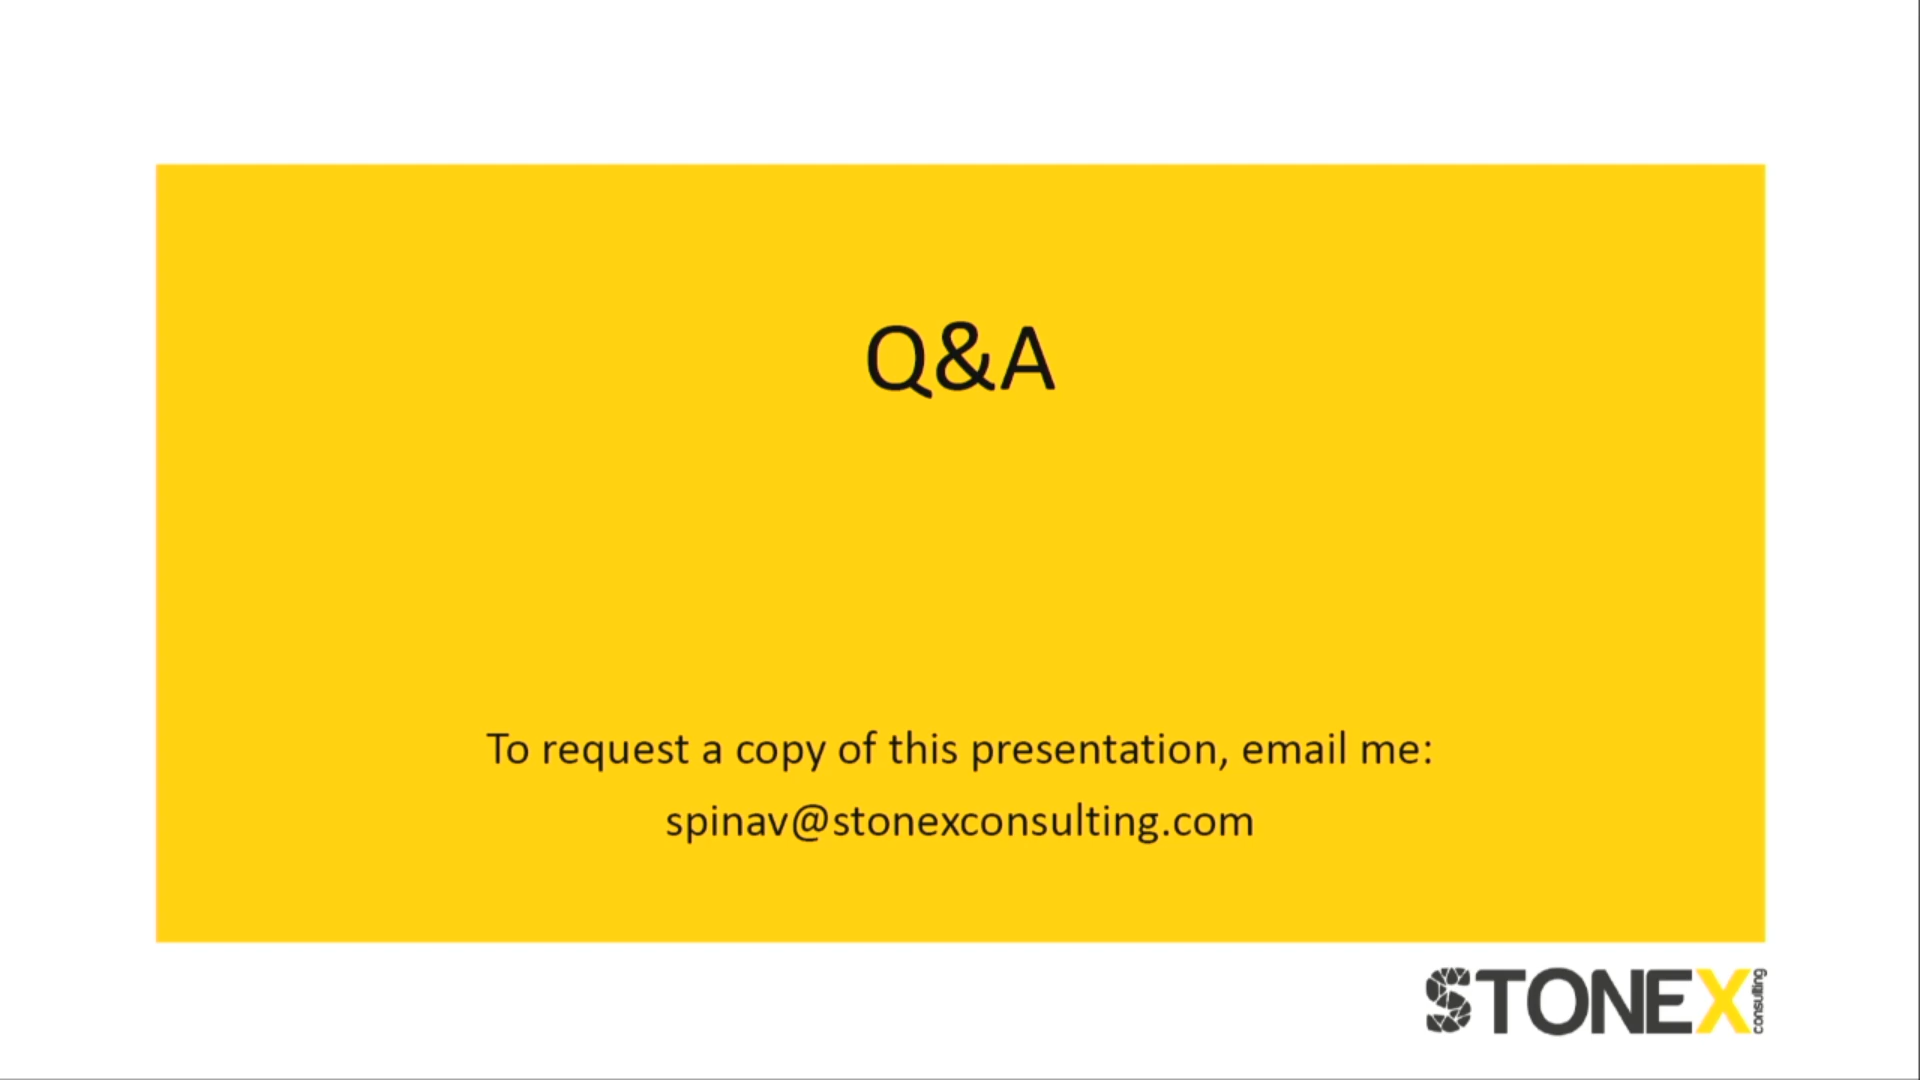 Q&A
To request a copy of this presentation, email me:
spinav@stonexconsulting.com
STONEX
consulting